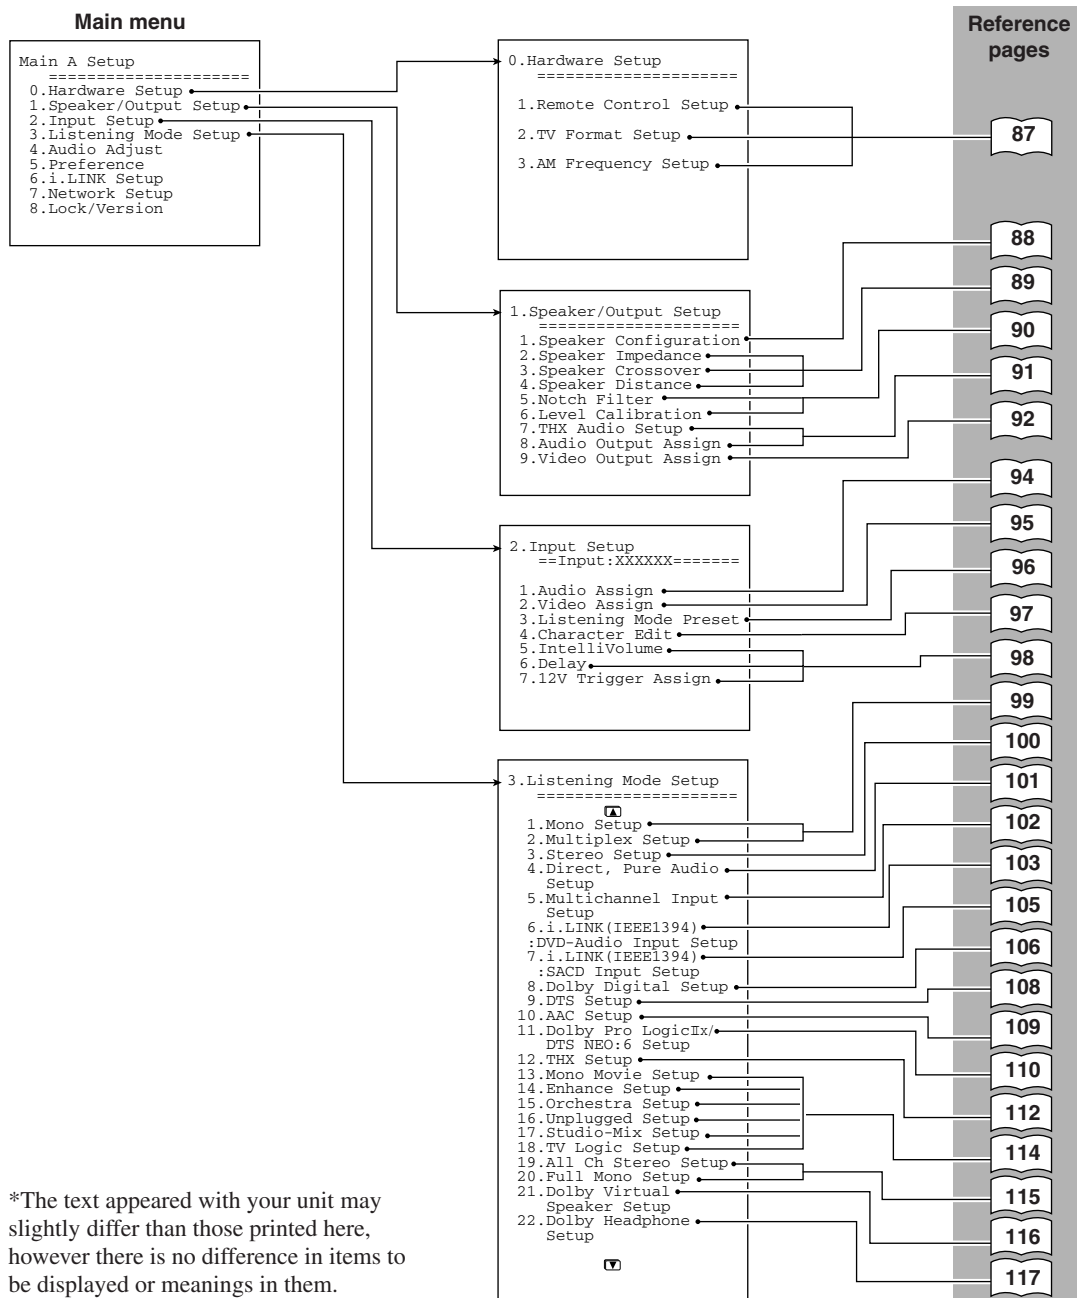 Main menu
Main A Setup
=====================
0.Hardware Setup
1.Speaker/Output Setup
2.Input Setup
3.Listening Mode Setup
4.Audio Adjust
5.Preference
6.i.LINK Setup
7.Network Setup
8.Lock/Version
0.Hardware Setup
=====================
1.Remote Control Setup
2.TV Format Setup
3.AM Frequency Setup
1.Speaker/Output Setup
=====================
1.Speaker Configuration
2.Speaker Impedance
3.Speaker Crossover
4.Speaker Distance
5.Notch Filter
6.Level Calibration
7.THX Audio Setup
8.Audio Output Assign
9.Video Output Assign
2.Input Setup
==Input:XXXXXX=======
1.Audio Assign
2.Video Assign
3.Listening Mode Preset
4.Character Edit
5.IntelliVolume
6.Delay
7.12V Trigger Assign
3.Listening Mode Setup
=====================
1.Mono Setup
2.Multiplex Setup
3.Stereo Setup
4.Direct, Pure Audio
Setup
5.Multichannel Input
Setup
6.i.LINK(IEEE1394)
:DVD-Audio Input Setup
7.i.LINK(IEEE1394)
:SACD Input Setup
8.Dolby Digital Setup
9.DTS Setup
10.AAC Setup
11.Dolby Pro LogicⅡx/
DTS NEO:6 Setup
12.THX Setup
13.Mono Movie Setup
14.Enhance Setup
15.Orchestra Setup
16.Unplugged Setup
17.Studio-Mix Setup
18.TV Logic Setup
19.All Ch Stereo Setup
20.Full Mono Setup
21.Dolby Virtual
Speaker Setup
22.Dolby Headphone
Setup
Reference
pages
87
88
89
90
91
92
94
95
96
97
98
99
100
101
102
103
105
106
108
109
110
112
114
115
116
117
*The text appeared with your unit may
slightly differ than those printed here,
however there is no difference in items to
be displayed or meanings in them.